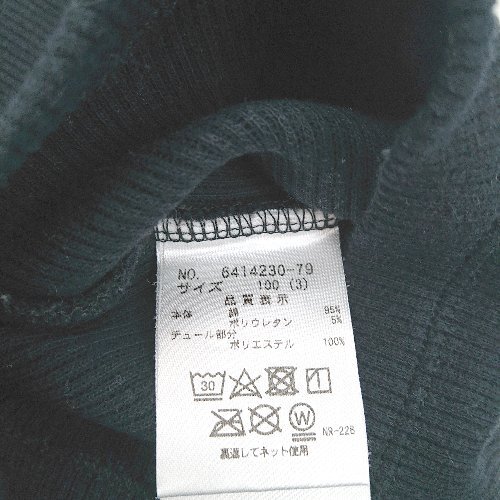 NO. 6414230-79
サイズ 100 (3)
品質表示
本体 綿 95%
ポリウレタン 5%
チュール部分
ポリエステル 100%
30
W
NR-228
裏返してネット使用